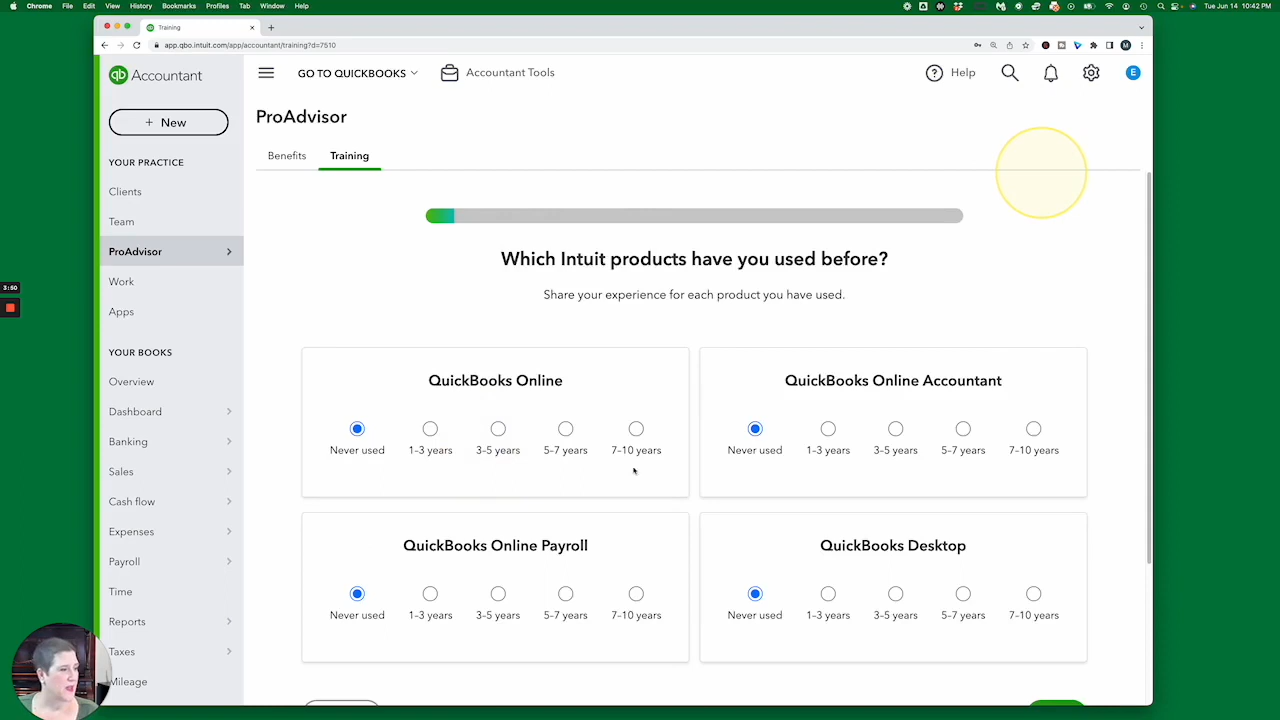 Chrome File Edit View History Bookmarks Profiles Tab Window Help Tue Jun 14 10:42 PM
Training
app.qbo.intuit.com/app/accountant/training?d=7510
M
qb Accountant
GO TO QUICKBOOKS Accountant Tools Help E
+ New
ProAdvisor
Benefits Training
YOUR PRACTICE
Clients
Team
ProAdvisor
Work
Apps
YOUR BOOKS
Overview
Dashboard
Banking
Sales
Cash flow
Expenses
Payroll
Time
Reports
Taxes
Mileage
3:50
Which Intuit products have you used before?
Share your experience for each product you have used.
QuickBooks Online
Never used 1-3 years 3-5 years 5-7 years 7-10 years
QuickBooks Online Accountant
Never used 1-3 years 3-5 years 5-7 years 7-10 years
QuickBooks Online Payroll
Never used 1-3 years 3-5 years 5-7 years 7-10 years
QuickBooks Desktop
Never used 1-3 years 3-5 years 5-7 years 7-10 years